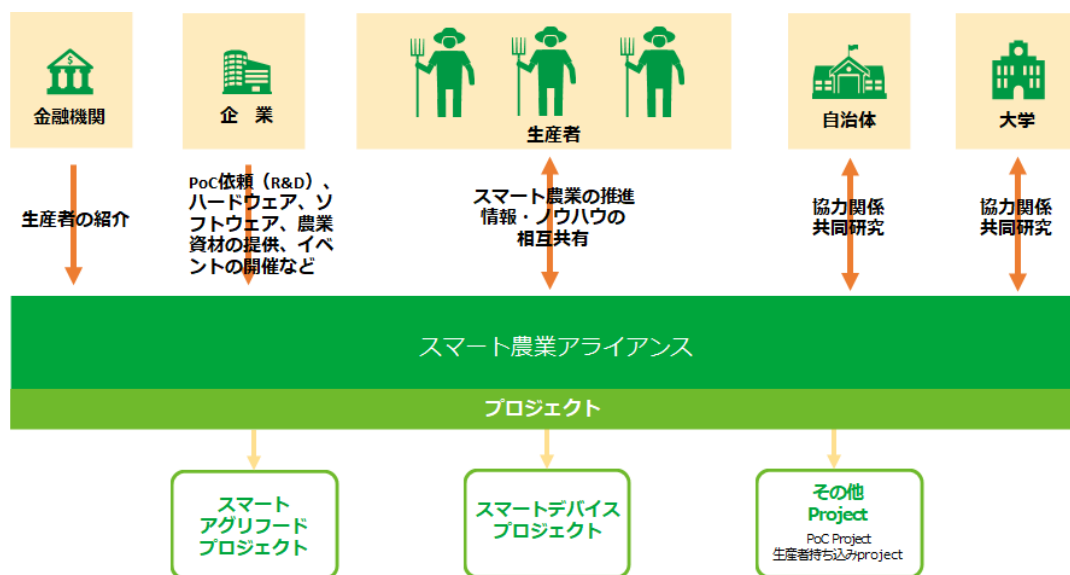 $
金融機関
企　業
生産者
自治体
大学
生産者の紹介
PoC依頼（R&D）、
ハードウェア、ソ
フトウェア、農業
資材の提供、イベ
ントの開催など
スマート農業の推進
情報・ノウハウの
相互共有
協力関係
共同研究
協力関係
共同研究
スマート農業アライアンス
プロジェクト
スマート
アグリフード
プロジェクト
スマートデバイス
プロジェクト
その他
Project
PoC Project
生産者持ち込みproject